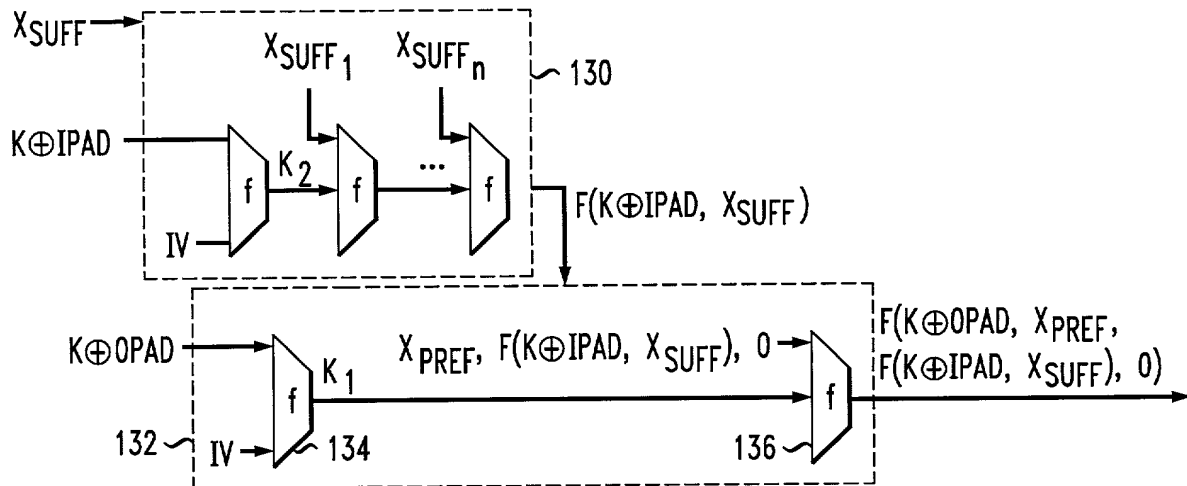 X_SUFF
X_SUFF_1
X_SUFF_n
130
K⊕IPAD
f
K_2
f
...
f
IV
F(K⊕IPAD, X_SUFF)
K⊕OPAD
f
K_1
X_PREF, F(K⊕IPAD, X_SUFF), 0
f
F(K⊕OPAD, X_PREF,
F(K⊕IPAD, X_SUFF), 0)
132
IV
134
136